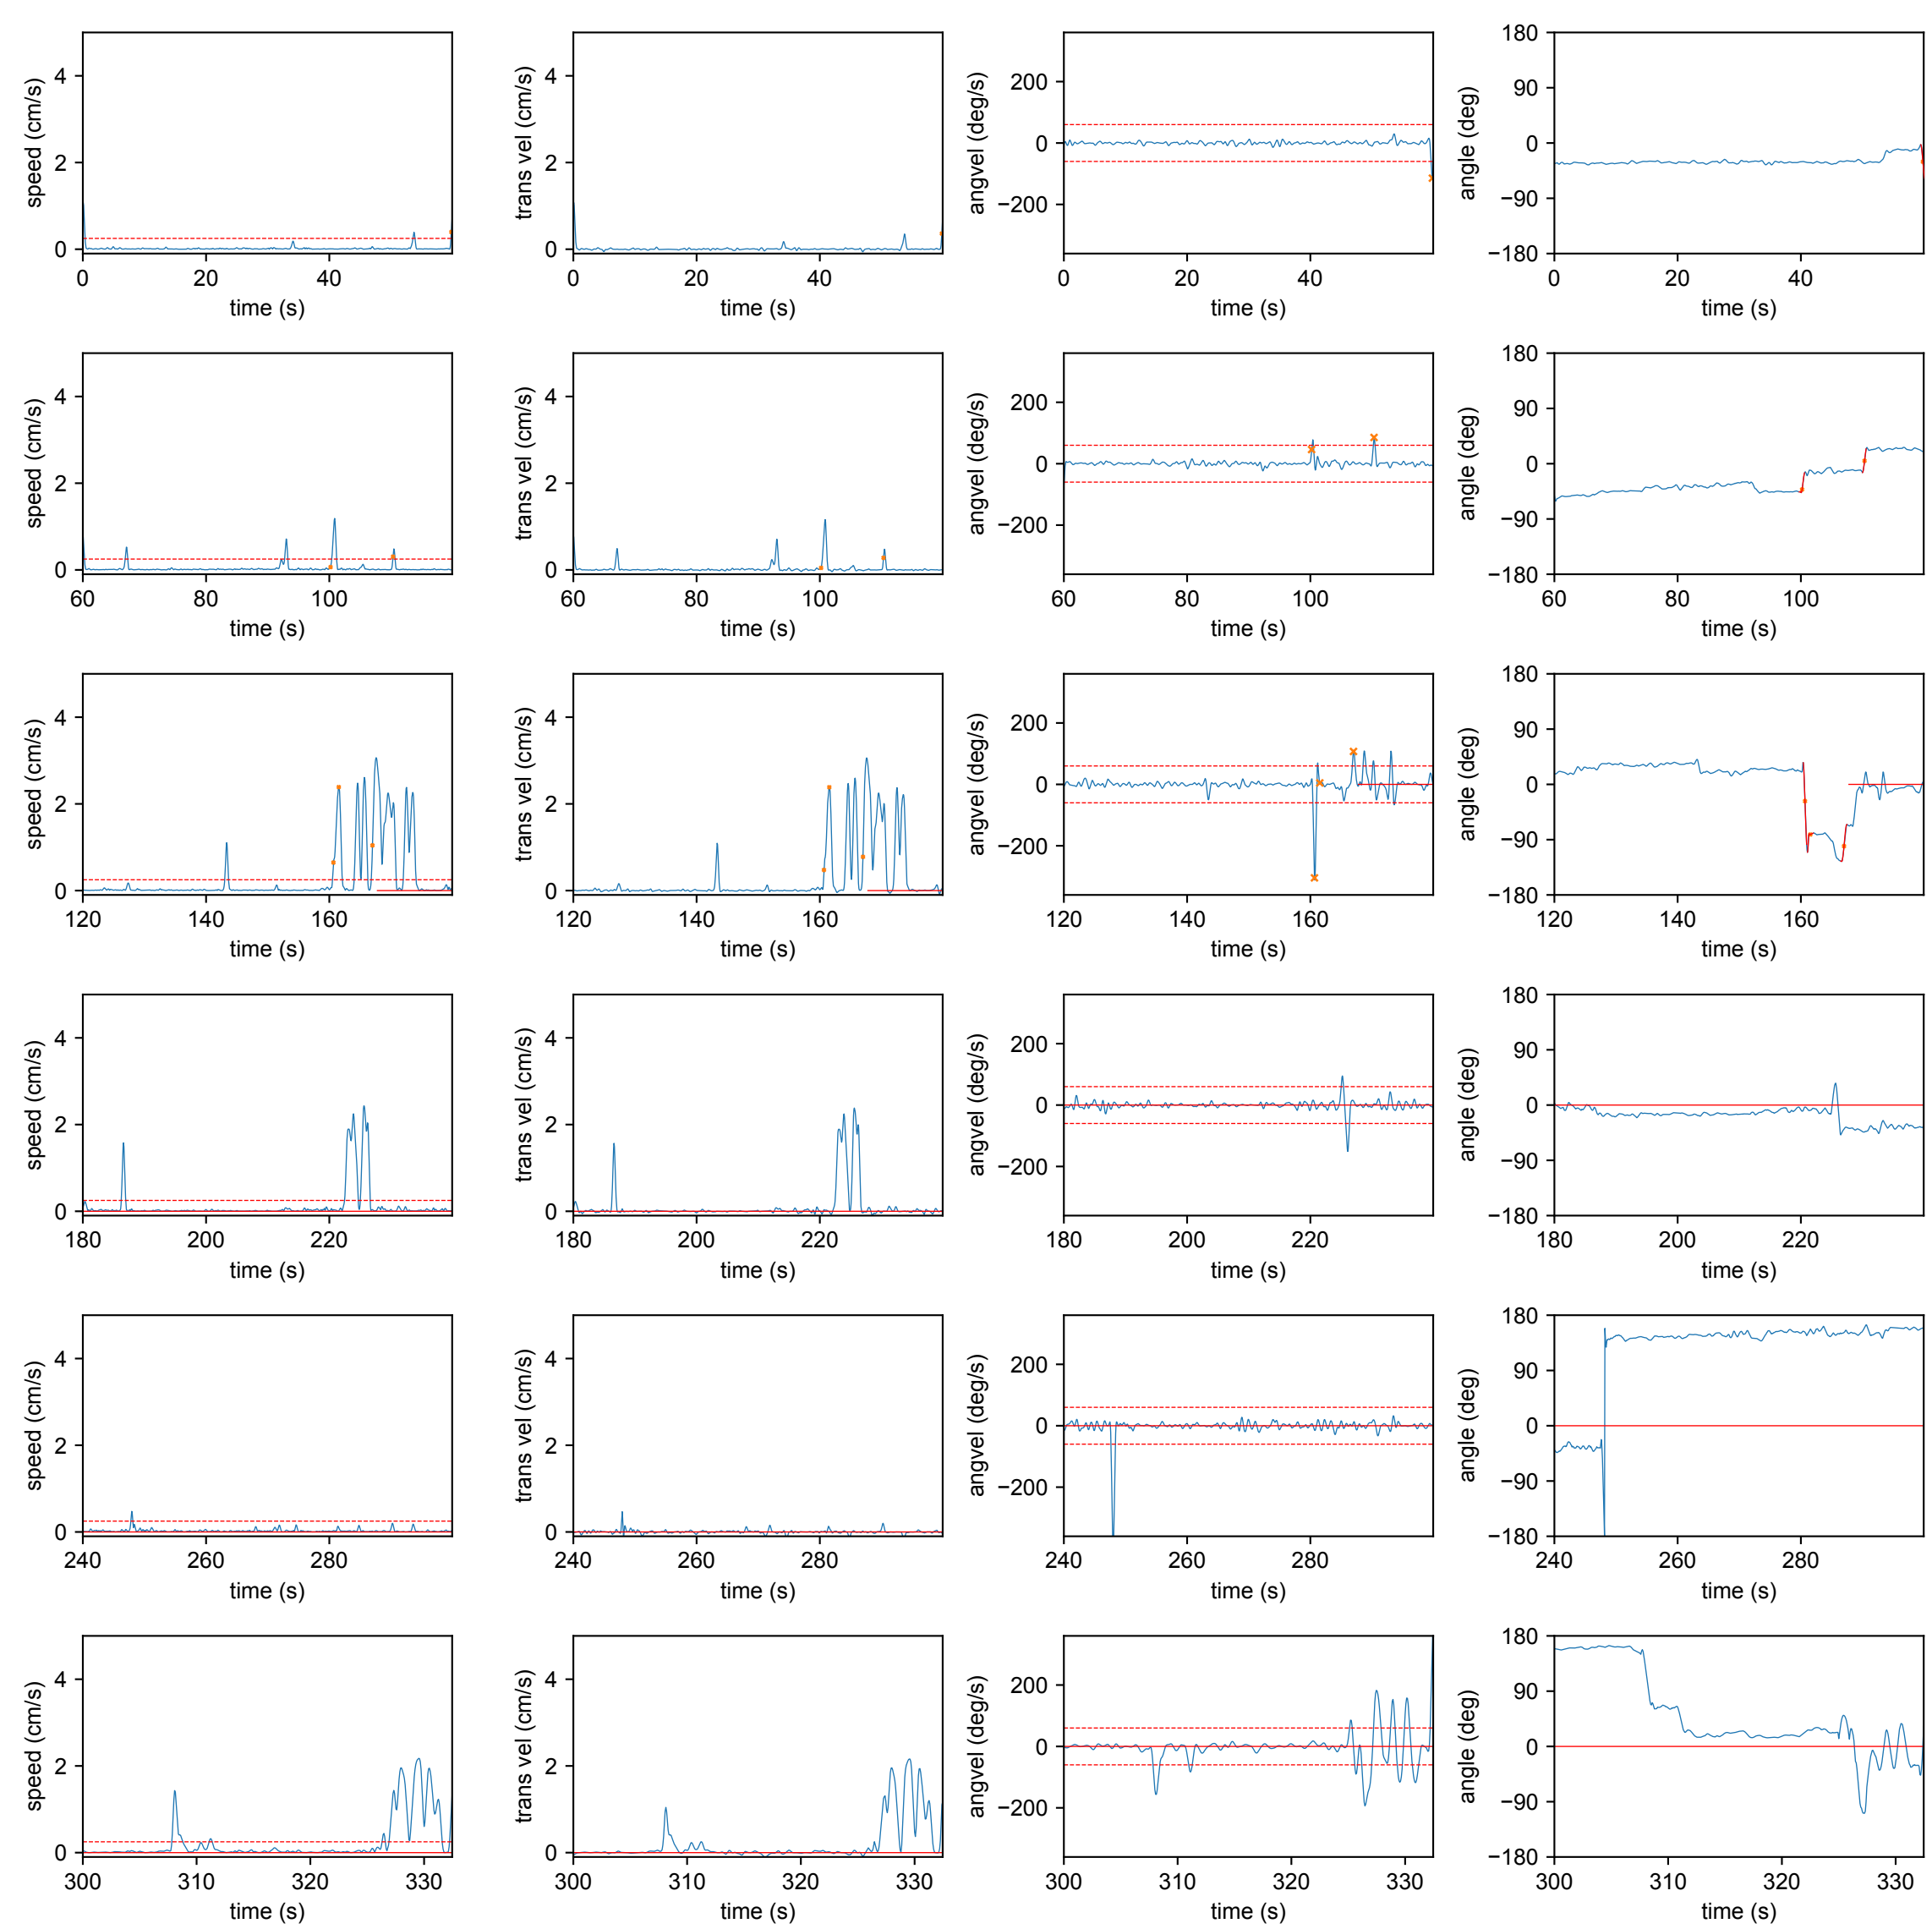 speed (cm/s) 4 2 0 0 20 40 time (s)
trans vel (cm/s) 4 2 0 0 20 40 time (s)
angvel (deg/s) 200 0 −200 0 20 40 time (s)
angle (deg) 180 90 0 −90 −180 0 20 40 time (s)
speed (cm/s) 4 2 0 60 80 100 time (s)
trans vel (cm/s) 4 2 0 60 80 100 time (s)
angvel (deg/s) 200 0 −200 60 80 100 time (s)
angle (deg) 180 90 0 −90 −180 60 80 100 time (s)
speed (cm/s) 4 2 0 120 140 160 time (s)
trans vel (cm/s) 4 2 0 120 140 160 time (s)
angvel (deg/s) 200 0 −200 120 140 160 time (s)
angle (deg) 180 90 0 −90 −180 120 140 160 time (s)
speed (cm/s) 4 2 0 180 200 220 time (s)
trans vel (cm/s) 4 2 0 180 200 220 time (s)
angvel (deg/s) 200 0 −200 180 200 220 time (s)
angle (deg) 180 90 0 −90 −180 180 200 220 time (s)
speed (cm/s) 4 2 0 240 260 280 time (s)
trans vel (cm/s) 4 2 0 240 260 280 time (s)
angvel (deg/s) 200 0 −200 240 260 280 time (s)
angle (deg) 180 90 0 −90 −180 240 260 280 time (s)
speed (cm/s) 4 2 0 300 310 320 330 time (s)
trans vel (cm/s) 4 2 0 300 310 320 330 time (s)
angvel (deg/s) 200 0 −200 300 310 320 330 time (s)
angle (deg) 180 90 0 −90 −180 300 310 320 330 time (s)